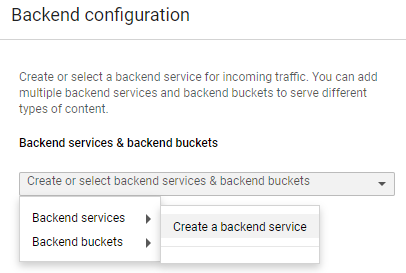 Backend configuration
Create or select a backend service for incoming traffic. You can add
multiple backend services and backend buckets to serve different
types of content.
Backend services & backend buckets
Create or select backend services & backend buckets
Backend services
Create a backend service
Backend buckets